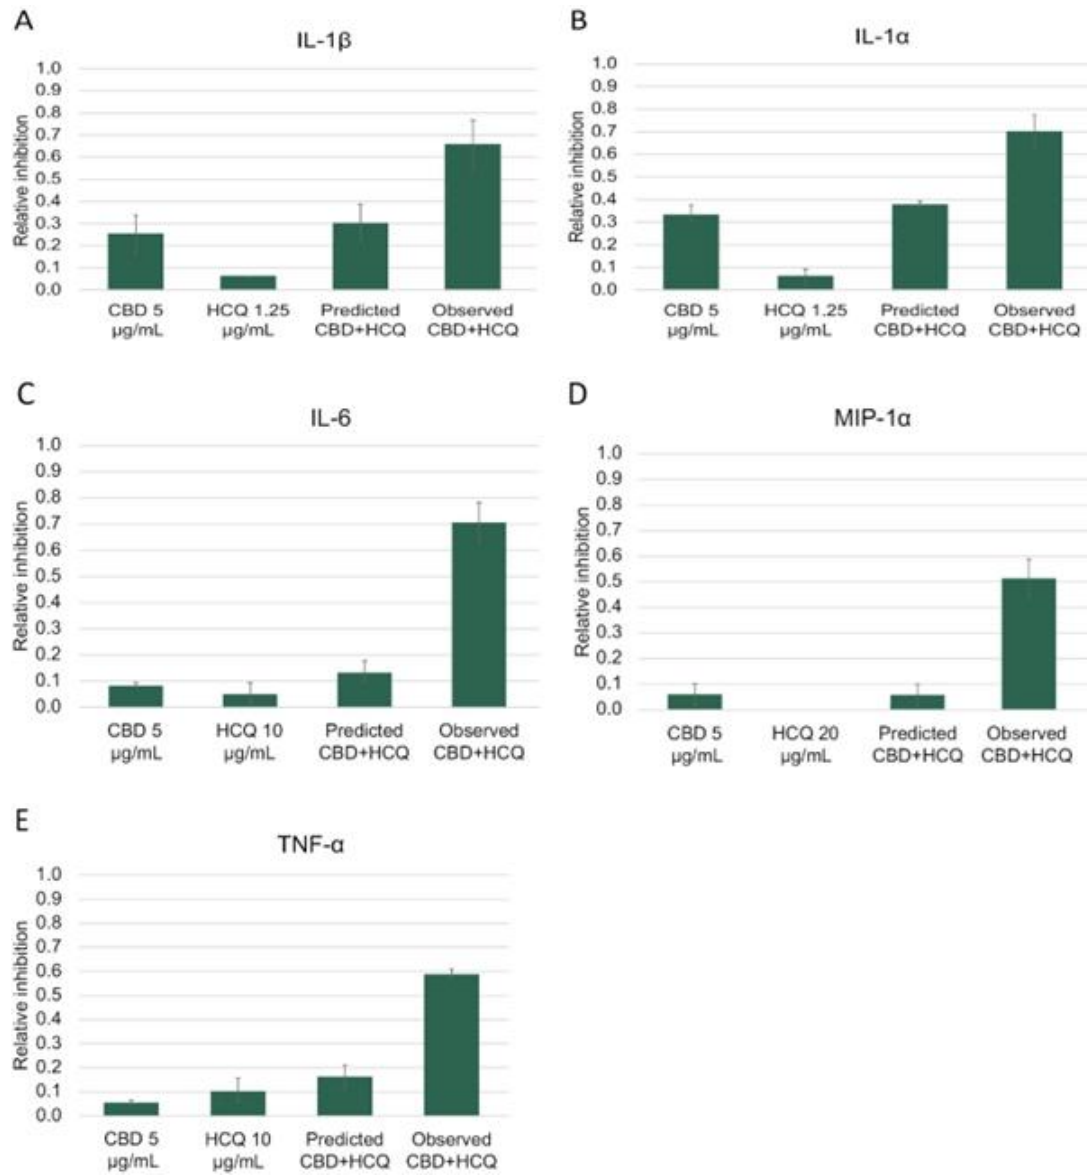 A
IL-1β
Relative inhibition
1.0
0.9
0.8
0.7
0.6
0.5
0.4
0.3
0.2
0.1
0.0
CBD 5 HCQ 1.25 Predicted Observed
µg/mL µg/mL CBD+HCQ CBD+HCQ
B
IL-1α
Relative inhibition
1.0
0.9
0.8
0.7
0.6
0.5
0.4
0.3
0.2
0.1
0.0
CBD 5 HCQ 1.25 Predicted Observed
µg/mL µg/mL CBD+HCQ CBD+HCQ
C
IL-6
Relative inhibition
1.0
0.9
0.8
0.7
0.6
0.5
0.4
0.3
0.2
0.1
0.0
CBD 5 HCQ 10 Predicted Observed
µg/mL µg/mL CBD+HCQ CBD+HCQ
D
MIP-1α
Relative inhibition
1.0
0.9
0.8
0.7
0.6
0.5
0.4
0.3
0.2
0.1
0.0
CBD 5 HCQ 20 Predicted Observed
µg/mL µg/mL CBD+HCQ CBD+HCQ
E
TNF-α
Relative inhibition
1.0
0.9
0.8
0.7
0.6
0.5
0.4
0.3
0.2
0.1
0.0
CBD 5 HCQ 10 Predicted Observed
µg/mL µg/mL CBD+HCQ CBD+HCQ